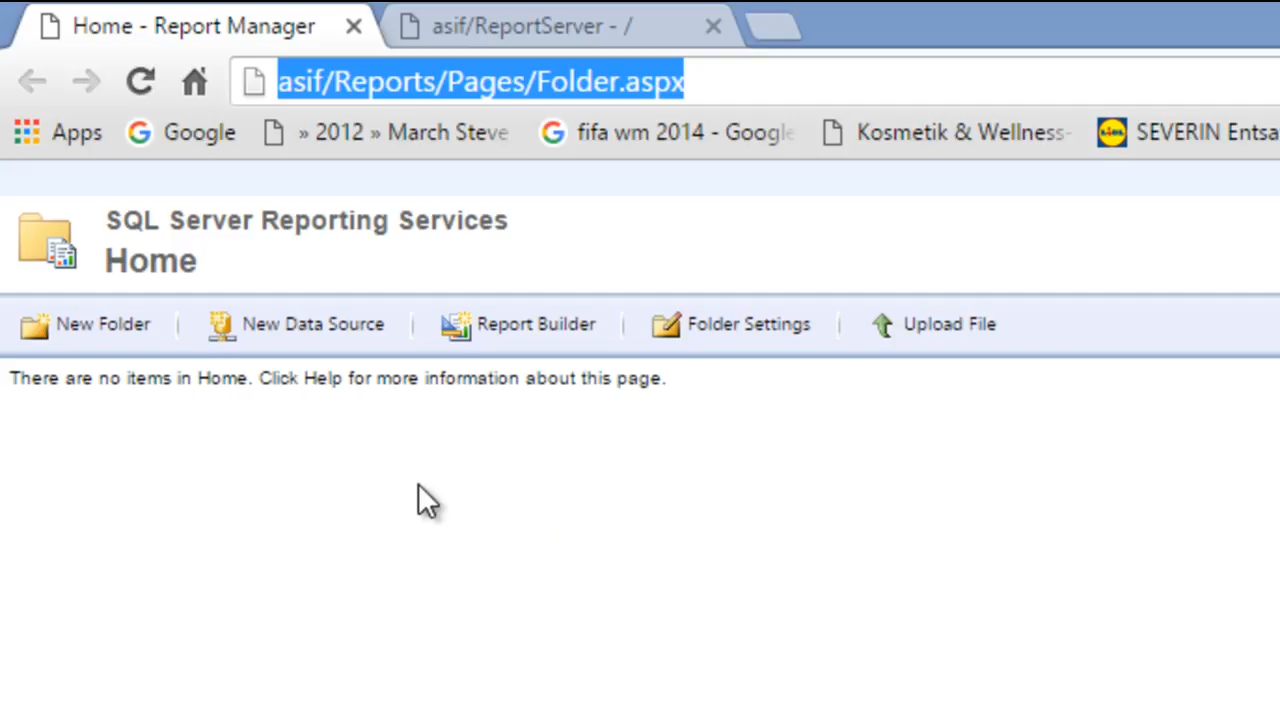 Home - Report Manager
asif/ReportServer - /
asif/Reports/Pages/Folder.aspx
Apps Google » 2012 » March Steve fifa wm 2014 - Google Kosmetik & Wellness- SEVERIN Entsa
SQL Server Reporting Services
Home
New Folder | New Data Source | Report Builder | Folder Settings | Upload File
There are no items in Home. Click Help for more information about this page.